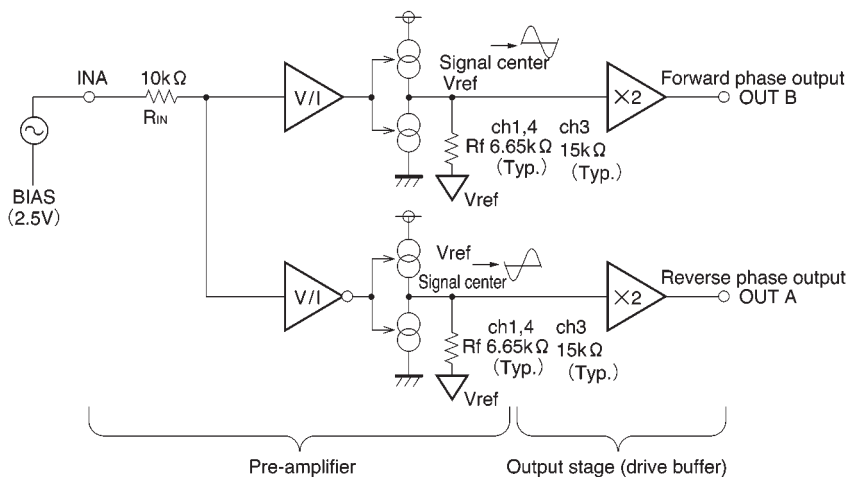 INA
10kΩ
RIN
BIAS
(2.5V)
V/I
Signal center
Vref
ch1,4
Rf 6.65kΩ
(Typ.)
ch3
15kΩ
(Typ.)
Vref
×2
Forward phase output
OUT B
V/I
Vref
Signal center
ch1,4
Rf 6.65kΩ
(Typ.)
ch3
15kΩ
(Typ.)
Vref
×2
Reverse phase output
OUT A
Pre-amplifier
Output stage (drive buffer)